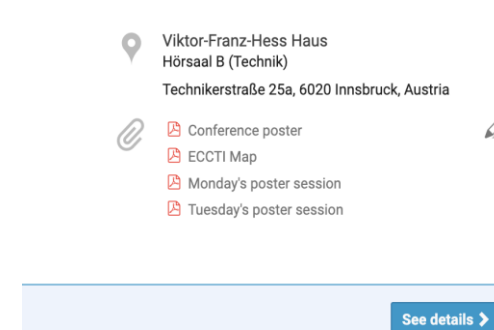 Viktor-Franz-Hess Haus
Hörsaal B (Technik)
Technikerstraße 25a, 6020 Innsbruck, Austria
Conference poster
ECCTI Map
Monday's poster session
Tuesday's poster session
See details